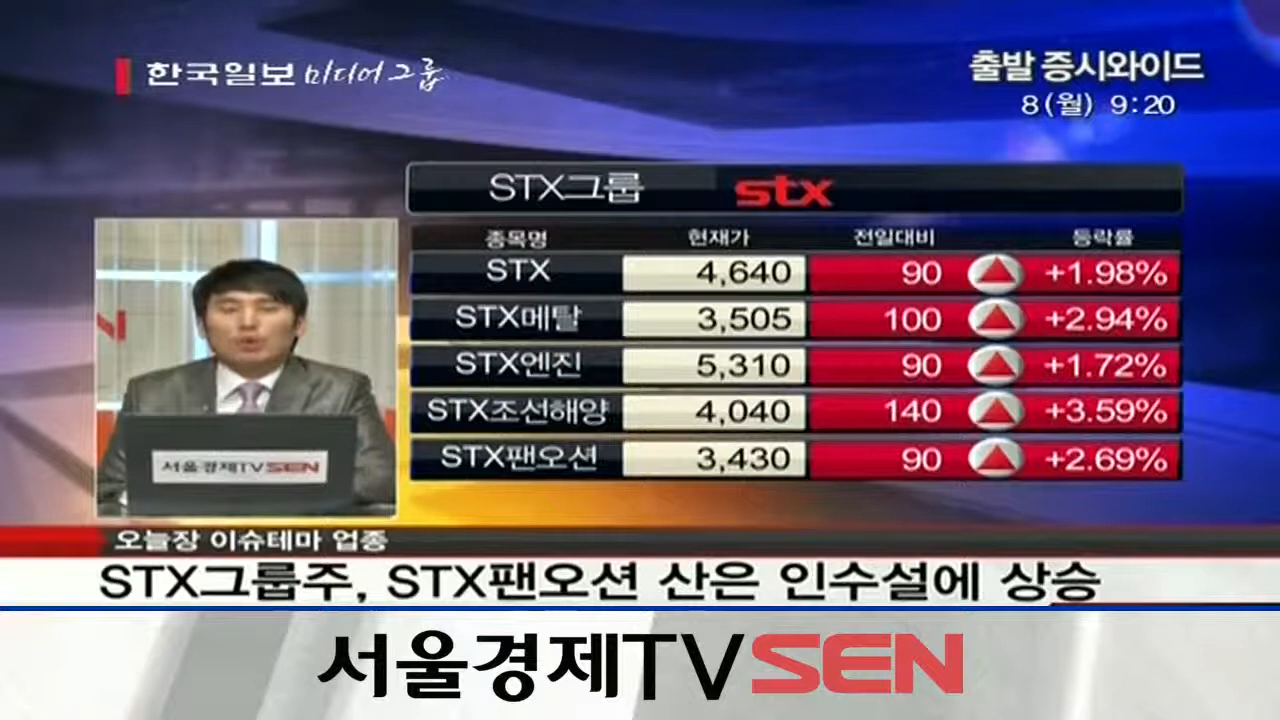 한국일보 미디어그룹
출발 증시와이드
8(월) 9:20
STX그룹 stx
종목명 현재가 전일대비 등락률
STX 4,640 90 ▲ +1.98%
STX메탈 3,505 100 ▲ +2.94%
STX엔진 5,310 90 ▲ +1.72%
STX조선해양 4,040 140 ▲ +3.59%
STX팬오션 3,430 90 ▲ +2.69%
서울경제TV SEN
오늘장 이슈테마 업종
STX그룹주, STX팬오션 산은 인수설에 상승
서울경제TV SEN